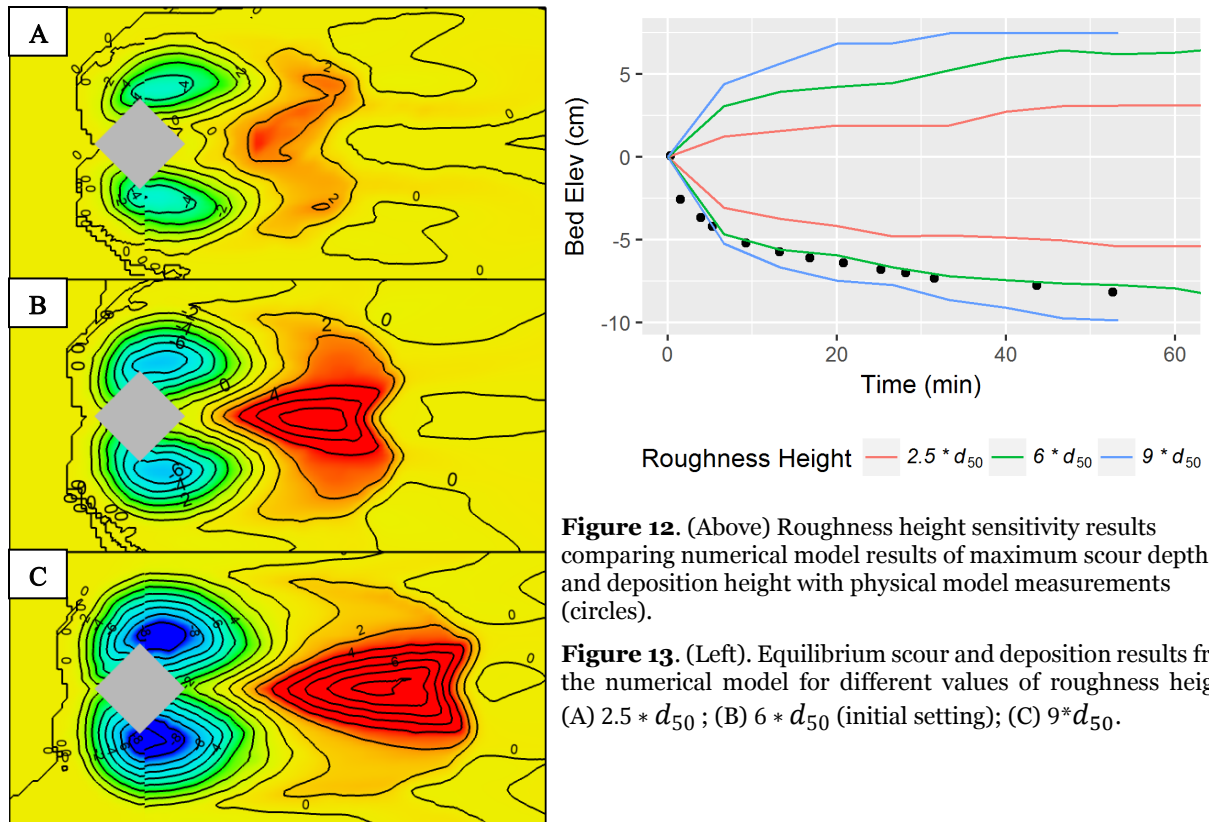 A
B
C
5
0
-5
-10
Bed Elev (cm)
0 20 40 60
Time (min)
Roughness Height 2.5 * d50 6 * d50 9 * d50
Figure 12. (Above) Roughness height sensitivity results
comparing numerical model results of maximum scour depth
and deposition height with physical model measurements
(circles).
Figure 13. (Left). Equilibrium scour and deposition results
the numerical model for different values of roughness
(A) 2.5 * d50 ; (B) 6 * d50 (initial setting); (C) 9*d50.